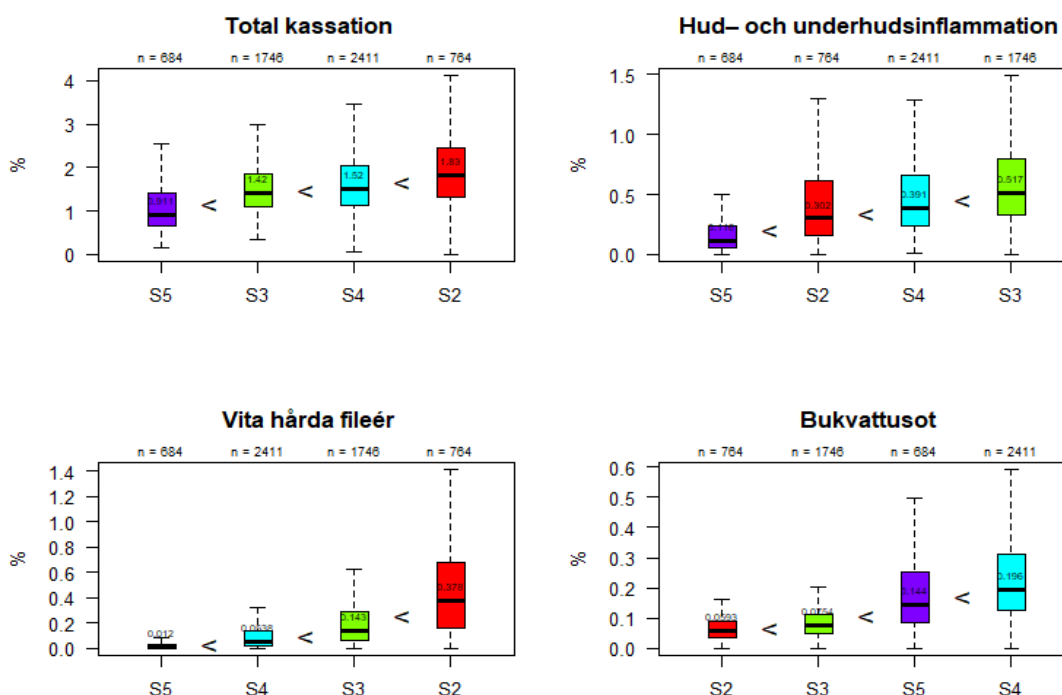 Total kassation
n = 684 n = 1746 n = 2411 n = 764
4
3
2
1
0
%
0.911 1.42 1.52 1.83
< < <
S5 S3 S4 S2
Hud– och underhudsinflammation
n = 684 n = 764 n = 2411 n = 1746
1.5
1.0
0.5
0.0
%
0.302 0.391 0.517
< < <
S5 S2 S4 S3
Vita hårda fileér
n = 684 n = 2411 n = 1746 n = 764
1.4
1.2
1.0
0.8
0.6
0.4
0.2
0.0
%
0.012 0.143 0.378
< < <
S5 S4 S3 S2
Bukvattusot
n = 764 n = 1746 n = 684 n = 2411
0.6
0.5
0.4
0.3
0.2
0.1
0.0
%
0.0593 0.0754 0.144 0.196
< < <
S2 S3 S5 S4